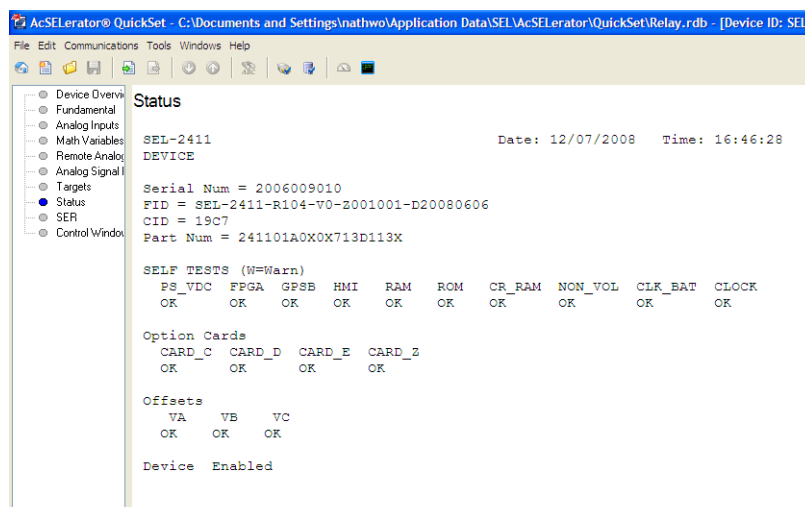 AcSELerator® QuickSet - C:\Documents and Settings\nathwo\Application Data\SEL\AcSELerator\QuickSet\Relay.rdb - [Device ID: SEL
File Edit Communications Tools Windows Help
Device Overvi
Fundamental
Analog Inputs
Math Variables
Remote Analog
Analog Signal
Targets
Status
SER
Control Window
Status
SEL-2411 Date: 12/07/2008 Time: 16:46:28
DEVICE
Serial Num = 2006009010
FID = SEL-2411-R104-V0-Z001001-D20080606
CID = 19C7
Part Num = 241101A0X0X713D113X
SELF TESTS (W=Warn)
PS_VDC FPGA GPSB HMI RAM ROM CR_RAM NON_VOL CLK_BAT CLOCK
OK OK OK OK OK OK OK OK OK OK
Option Cards
CARD_C CARD_D CARD_E CARD_Z
OK OK OK OK
Offsets
VA VB VC
OK OK OK
Device Enabled